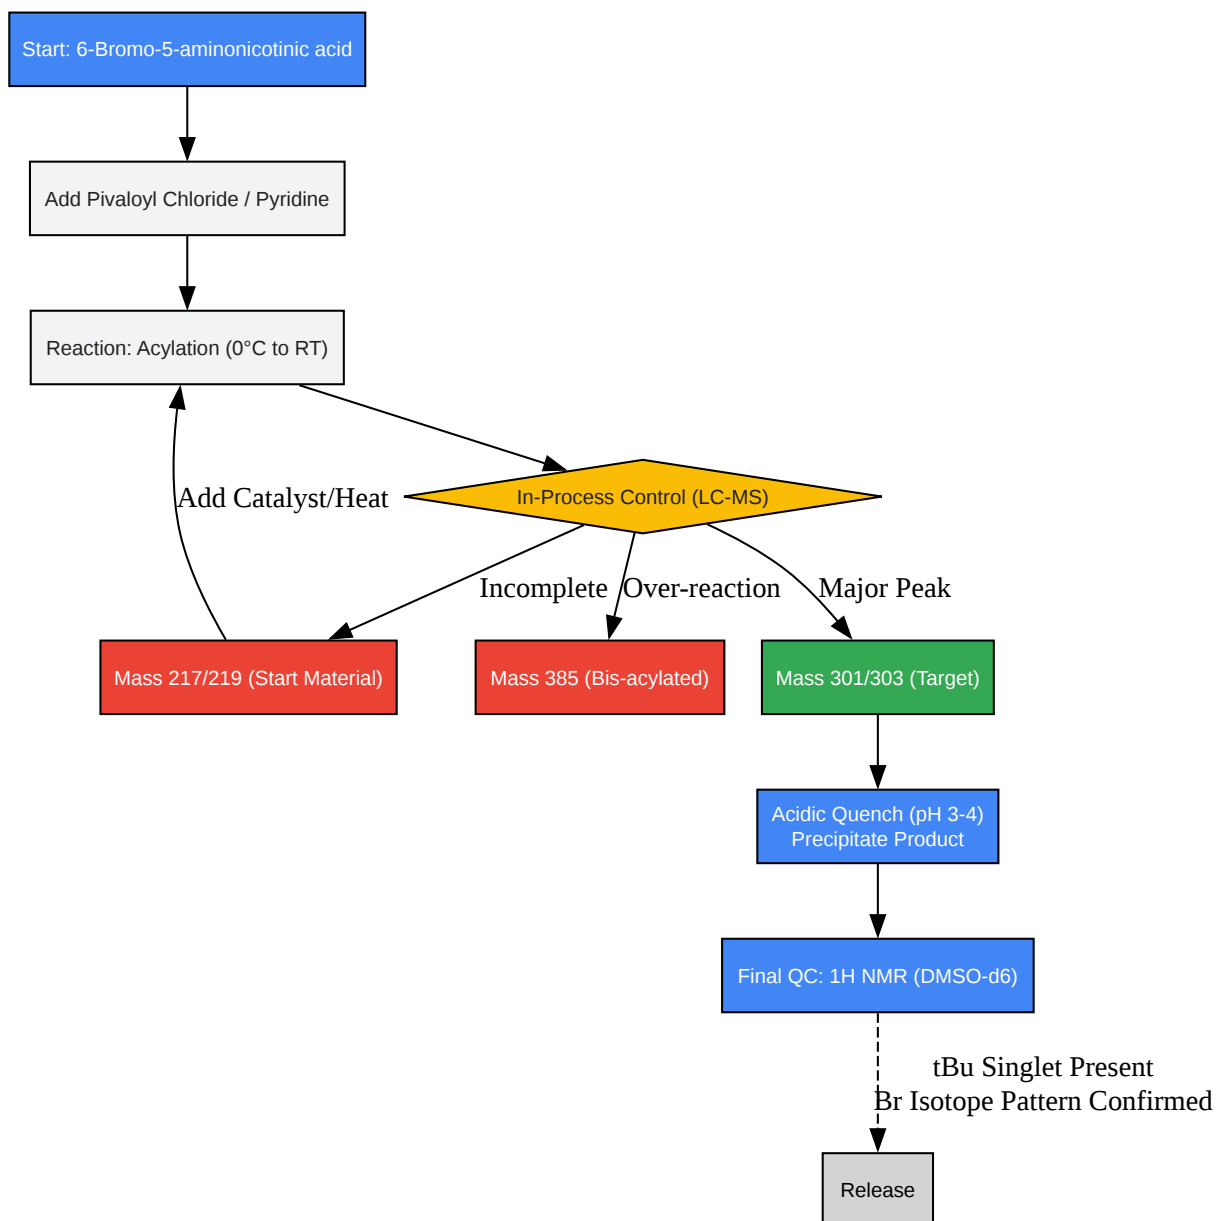 Start: 6-Bromo-5-aminonicotinic acid
Add Pivaloyl Chloride / Pyridine
Reaction: Acylation (0°C to RT)
Add Catalyst/Heat
In-Process Control (LC-MS)
Incomplete
Over-reaction
Major Peak
Mass 217/219 (Start Material)
Mass 385 (Bis-acylated)
Mass 301/303 (Target)
Acidic Quench (pH 3-4)
Precipitate Product
Final QC: 1H NMR (DMSO-d6)
tBu Singlet Present
Br Isotope Pattern Confirmed
Release